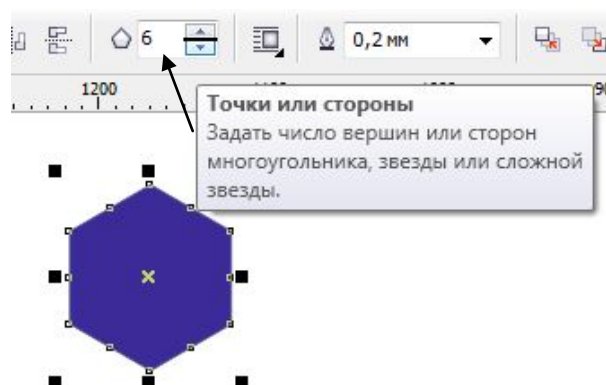 6
0,2 мм
1200
Точки или стороны
Задать число вершин или сторон
многоугольника, звезды или сложной
звезды.